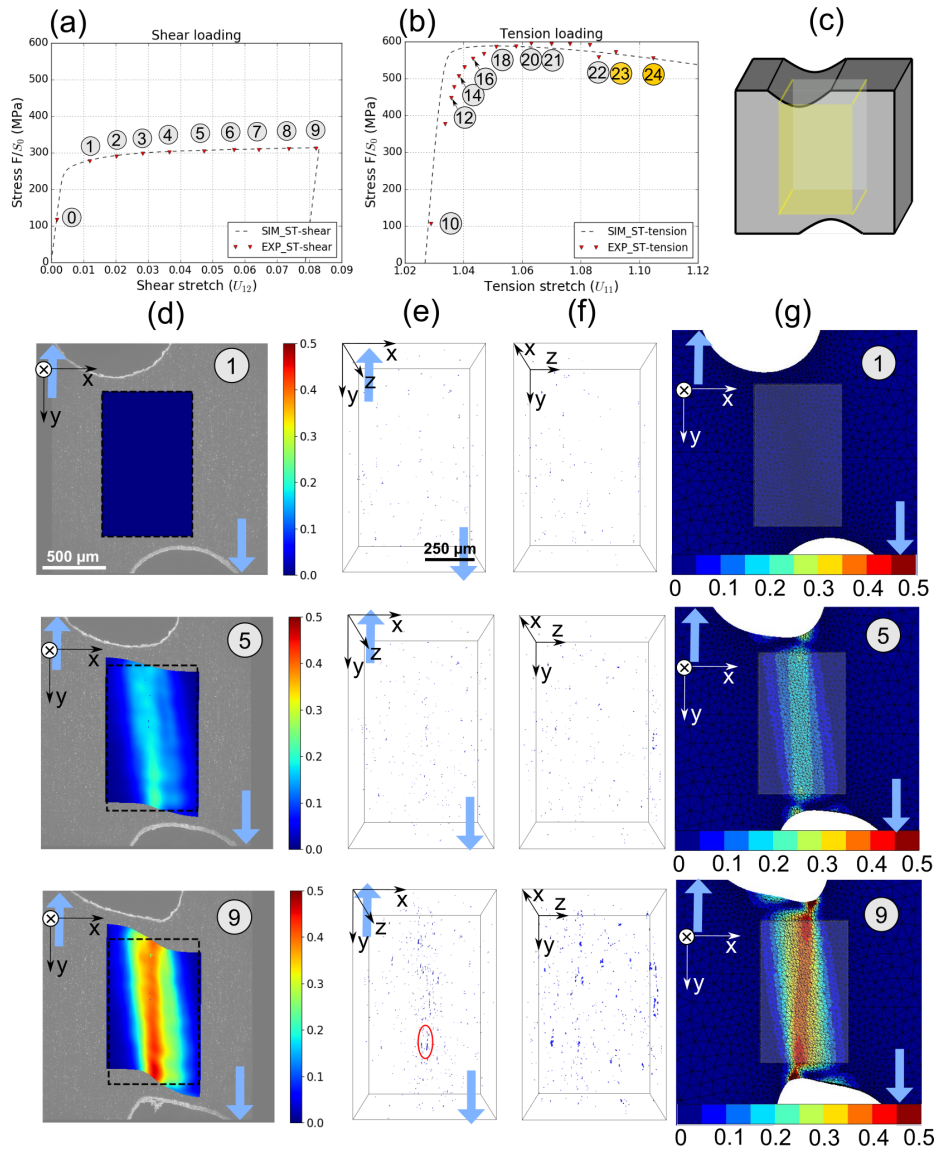 (a)
(b)
(c)
Shear loading
Tension loading
Stress F/S₀ (MPa)
600
500
400
300
200
100
0
0 1 2 3 4 5 6 7 8 9
SIM_ST-shear
EXP_ST-shear
0.00 0.01 0.02 0.03 0.04 0.05 0.06 0.07 0.08 0.09
Shear stretch (U₁₂)
Stress F/S₀ (MPa)
600
500
400
300
200
100
0
10 12 14 16 18 20 21 22 23 24
SIM_ST-tension
EXP_ST-tension
1.02 1.04 1.06 1.08 1.10 1.12
Tension stretch (U₁₁)
(d)
(e)
(f)
(g)
x
y
1
500 µm
0.5
0.4
0.3
0.2
0.1
0.0
x
z
y
250 µm
x
z
y
1
x
y
0 0.1 0.2 0.3 0.4 0.5
5
x
y
0.5
0.4
0.3
0.2
0.1
0.0
x
z
y
x
z
y
5
x
y
0 0.1 0.2 0.3 0.4 0.5
9
x
y
0.5
0.4
0.3
0.2
0.1
0.0
x
z
y
x
z
y
9
x
y
0 0.1 0.2 0.3 0.4 0.5